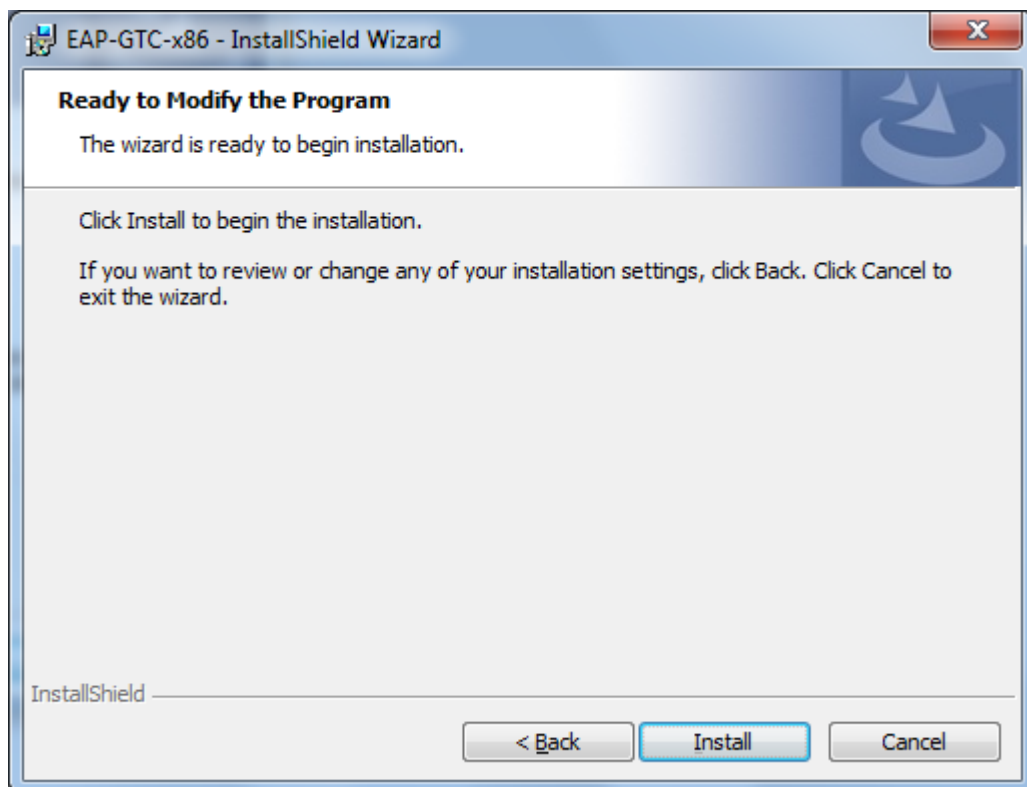 EAP-GTC-x86 - InstallShield Wizard
Ready to Modify the Program
The wizard is ready to begin installation.
Click Install to begin the installation.
If you want to review or change any of your installation settings, click Back. Click Cancel to
exit the wizard.
InstallShield
< Back
Install
Cancel